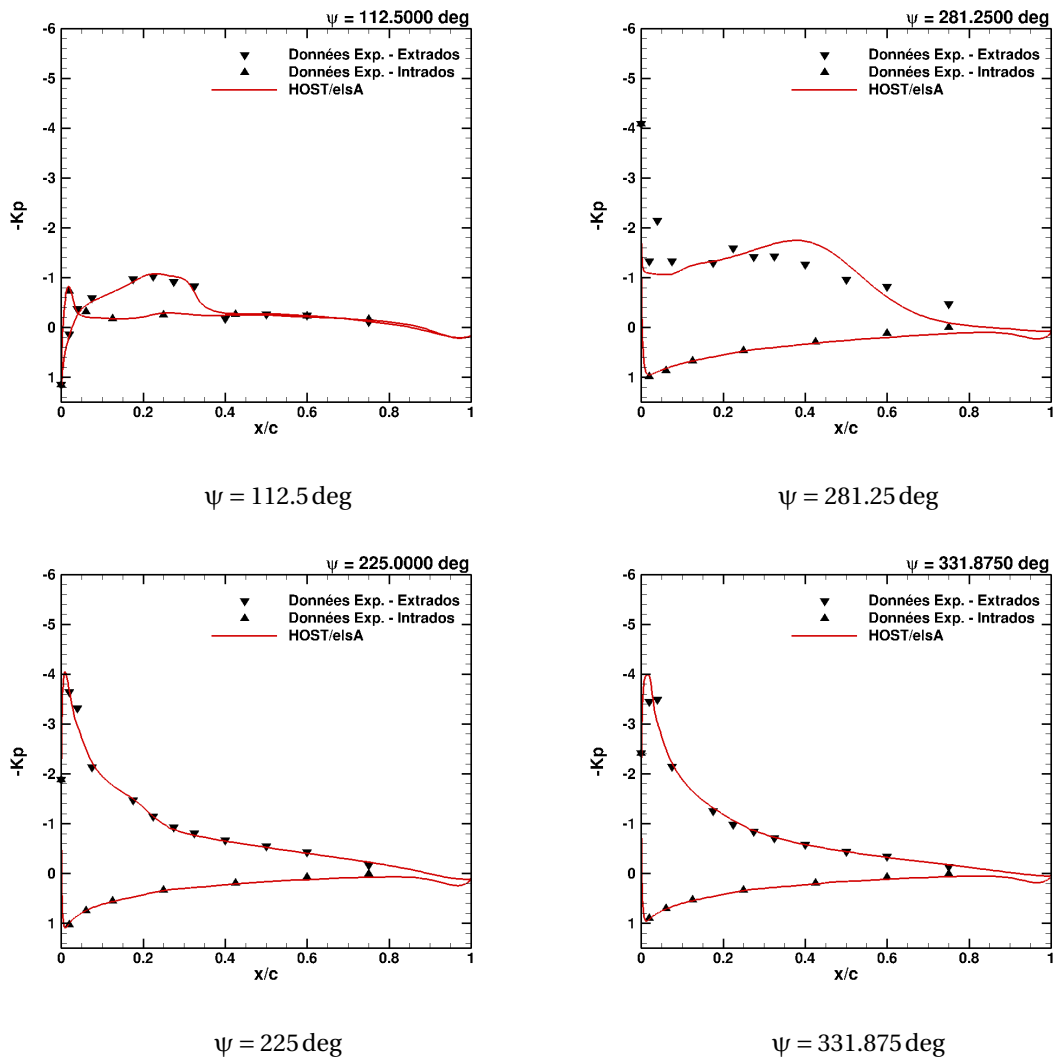 ψ = 112.5000 deg
-6
-5
-4
-3
-2
-1
0
1
-Kp
Données Exp. - Extrados
Données Exp. - Intrados
HOST/elsA
0 0.2 0.4 0.6 0.8 1
x/c
ψ = 112.5 deg
ψ = 281.2500 deg
-6
-5
-4
-3
-2
-1
0
1
-Kp
Données Exp. - Extrados
Données Exp. - Intrados
HOST/elsA
0 0.2 0.4 0.6 0.8 1
x/c
ψ = 281.25 deg
ψ = 225.0000 deg
-6
-5
-4
-3
-2
-1
0
1
-Kp
Données Exp. - Extrados
Données Exp. - Intrados
HOST/elsA
0 0.2 0.4 0.6 0.8 1
x/c
ψ = 225 deg
ψ = 331.8750 deg
-6
-5
-4
-3
-2
-1
0
1
-Kp
Données Exp. - Extrados
Données Exp. - Intrados
HOST/elsA
0 0.2 0.4 0.6 0.8 1
x/c
ψ = 331.875 deg